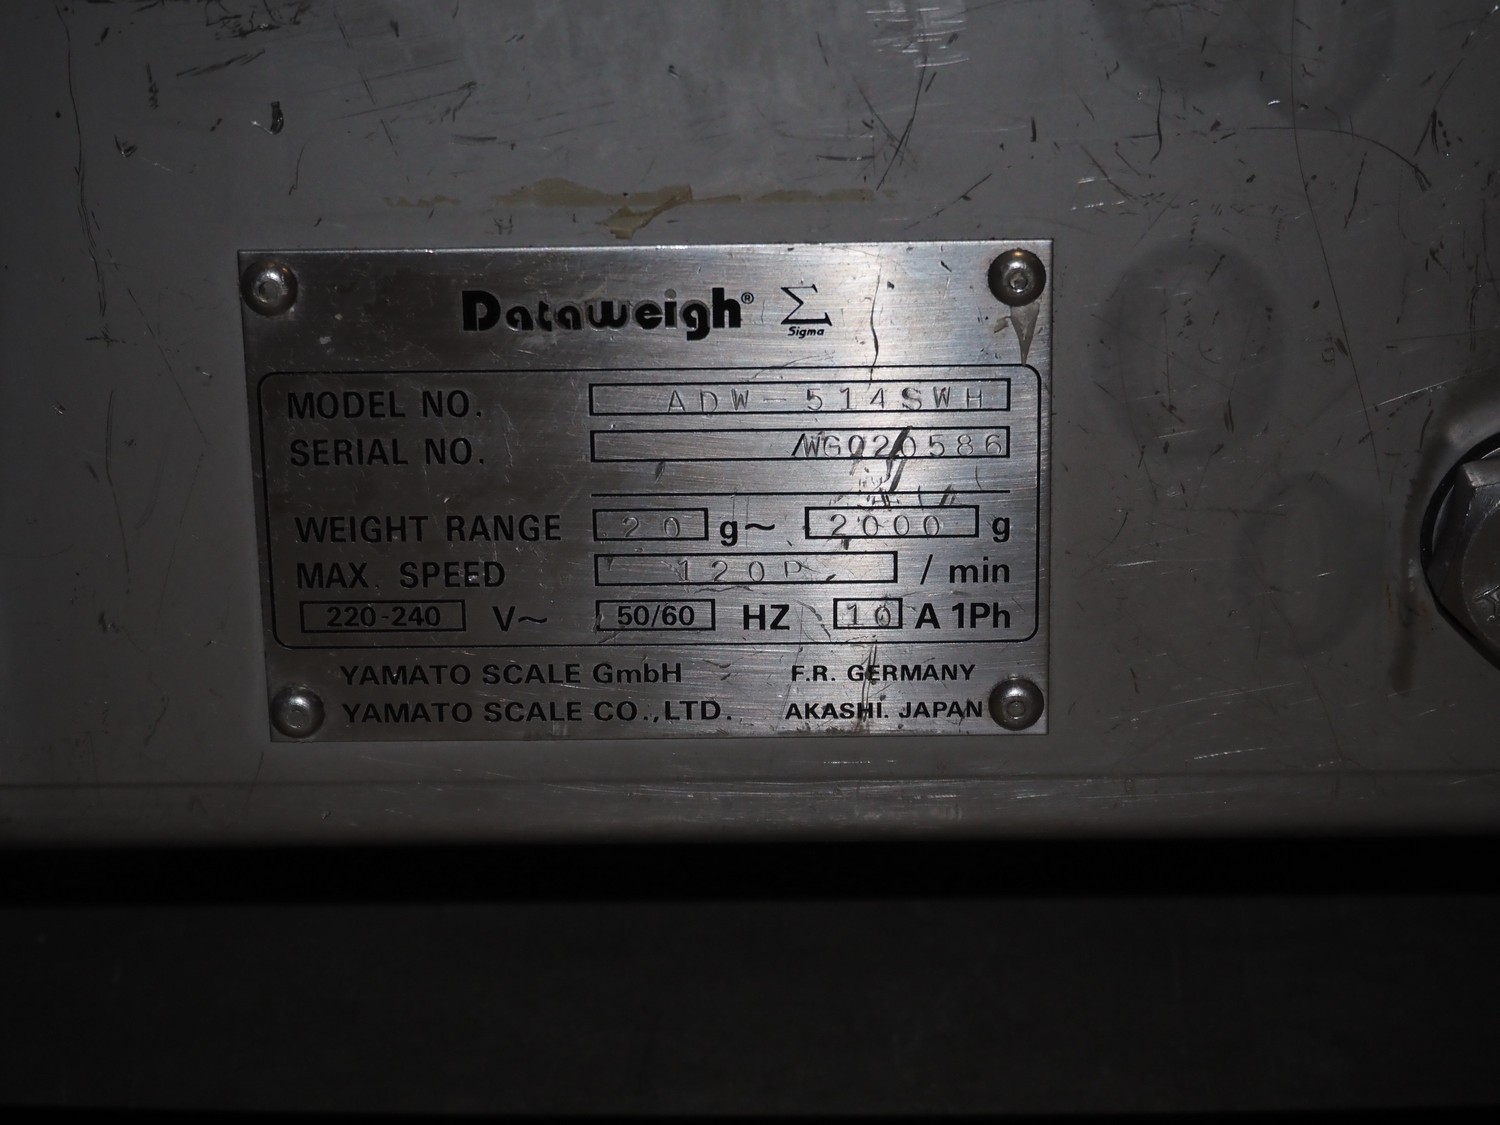 Dataweigh® Σ
Sigma
MODEL NO. ADW-514SWH
SERIAL NO. WG020586
WEIGHT RANGE 20 g~ 2000 g
MAX. SPEED 120P. / min
220-240 V~ 50/60 HZ 10 A 1Ph
YAMATO SCALE GmbH F.R. GERMANY
YAMATO SCALE CO.,LTD. AKASHI. JAPAN